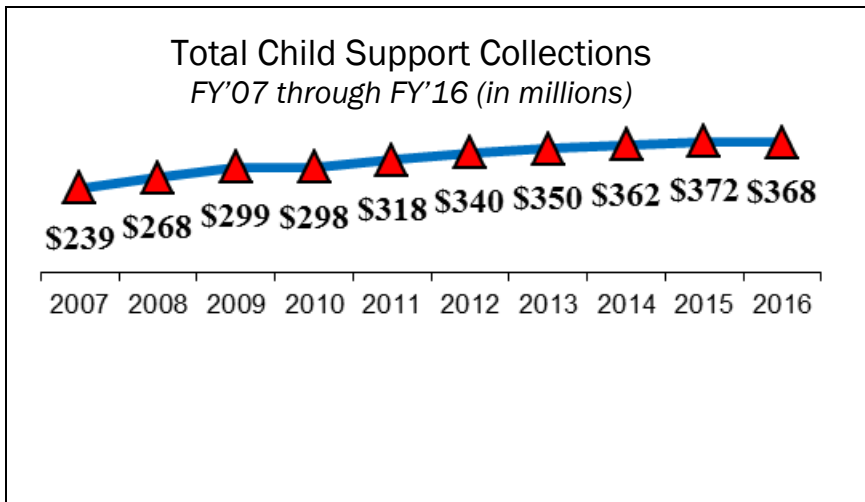 Total Child Support Collections
FY’07 through FY’16 (in millions)
$239 $268 $299 $298 $318 $340 $350 $362 $372 $368
2007 2008 2009 2010 2011 2012 2013 2014 2015 2016